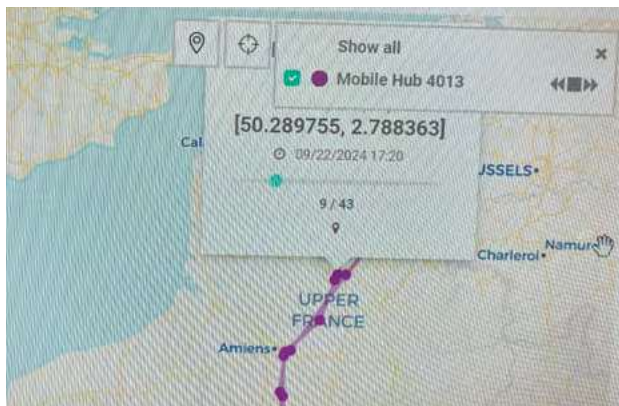 Show all
Mobile Hub 4013
[50.289755, 2.788363]
09/22/2024 17:20
9 / 43
Cal
USSELS
Charleroi
Namur
UPPER
FRANCE
Amiens